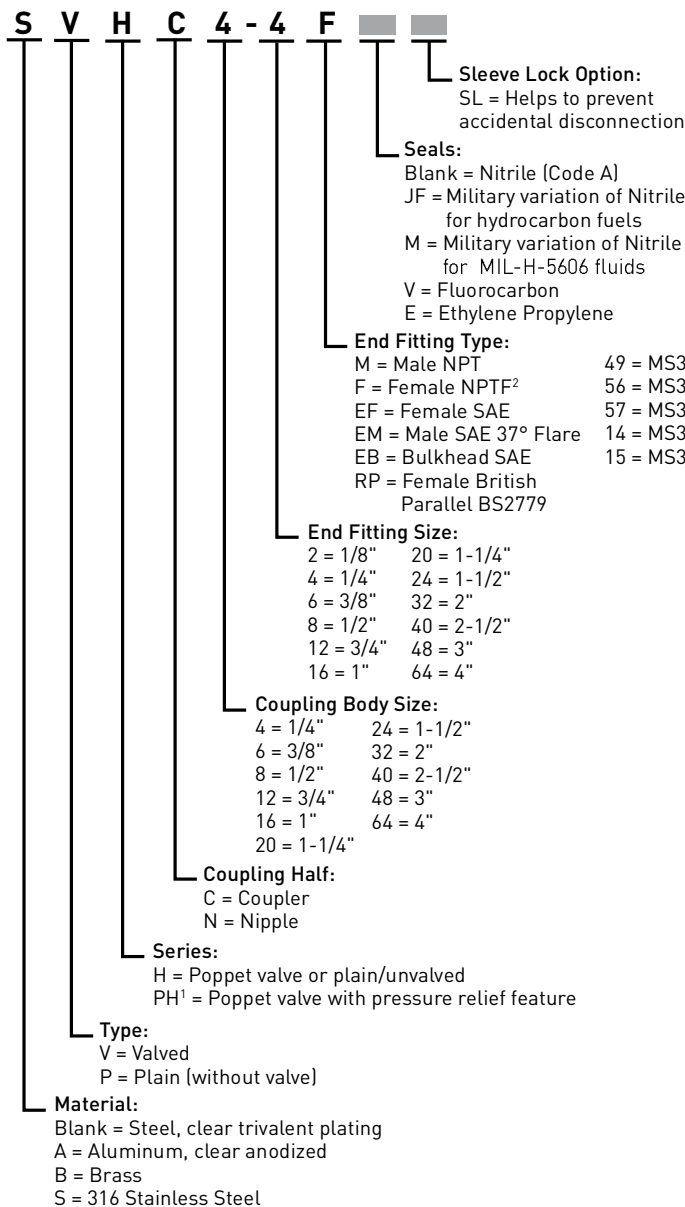 S V H C 4 - 4 F
Sleeve Lock Option:
SL = Helps to prevent
accidental disconnection
Seals:
Blank = Nitrile (Code A)
JF = Military variation of Nitrile
for hydrocarbon fuels
M = Military variation of Nitrile
for MIL-H-5606 fluids
V = Fluorocarbon
E = Ethylene Propylene
End Fitting Type:
M = Male NPT 49 = MS3
F = Female NPTF² 56 = MS3
EF = Female SAE 57 = MS3
EM = Male SAE 37° Flare 14 = MS3
EB = Bulkhead SAE 15 = MS3
RP = Female British
Parallel BS2779
End Fitting Size:
2 = 1/8" 20 = 1-1/4"
4 = 1/4" 24 = 1-1/2"
6 = 3/8" 32 = 2"
8 = 1/2" 40 = 2-1/2"
12 = 3/4" 48 = 3"
16 = 1" 64 = 4"
Coupling Body Size:
4 = 1/4" 24 = 1-1/2"
6 = 3/8" 32 = 2"
8 = 1/2" 40 = 2-1/2"
12 = 3/4" 48 = 3"
16 = 1" 64 = 4"
20 = 1-1/4"
Coupling Half:
C = Coupler
N = Nipple
Series:
H = Poppet valve or plain/unvalved
PH¹ = Poppet valve with pressure relief feature
Type:
V = Valved
P = Plain (without valve)
Material:
Blank = Steel, clear trivalent plating
A = Aluminum, clear anodized
B = Brass
S = 316 Stainless Steel